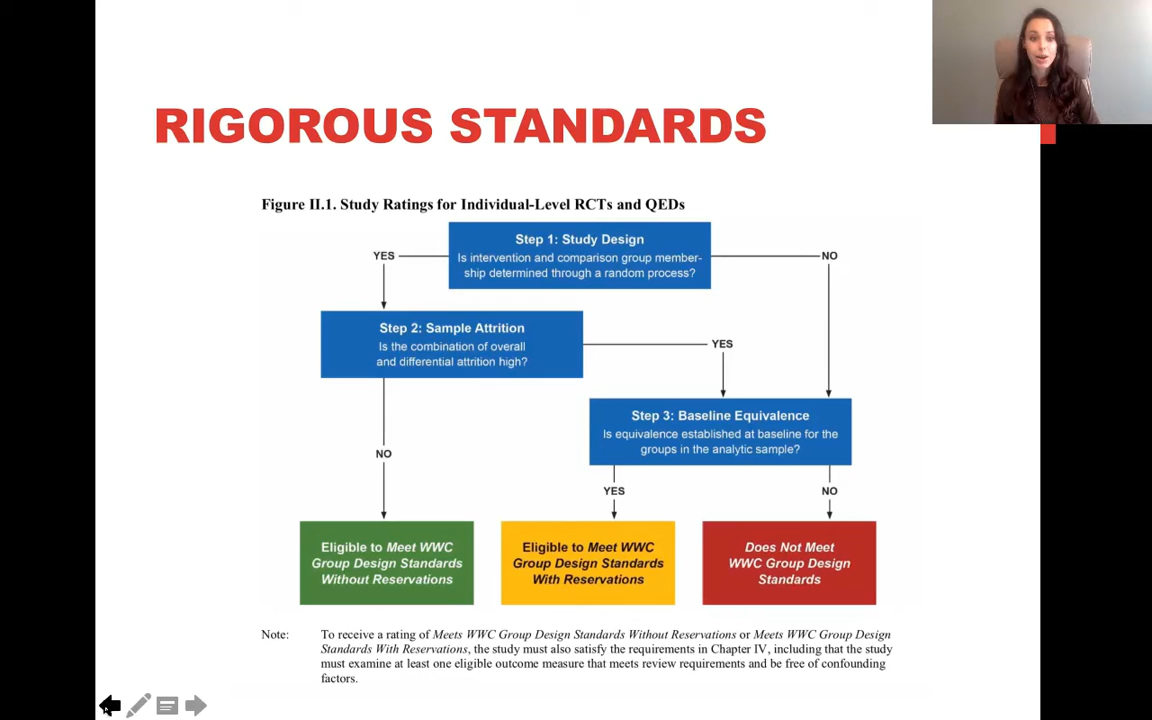 RIGOROUS STANDARDS
Figure II.1. Study Ratings for Individual-Level RCTs and QEDs
Step 1: Study Design
Is intervention and comparison group member-
ship determined through a random process?
YES
NO
Step 2: Sample Attrition
Is the combination of overall
and differential attrition high?
YES
Step 3: Baseline Equivalence
Is equivalence established at baseline for the
groups in the analytic sample?
NO
YES
NO
Eligible to Meet WWC
Group Design Standards
Without Reservations
Eligible to Meet WWC
Group Design Standards
With Reservations
Does Not Meet
WWC Group Design
Standards
Note: To receive a rating of Meets WWC Group Design Standards Without Reservations or Meets WWC Group Design
Standards With Reservations, the study must also satisfy the requirements in Chapter IV, including that the study
must examine at least one eligible outcome measure that meets review requirements and be free of confounding
factors.